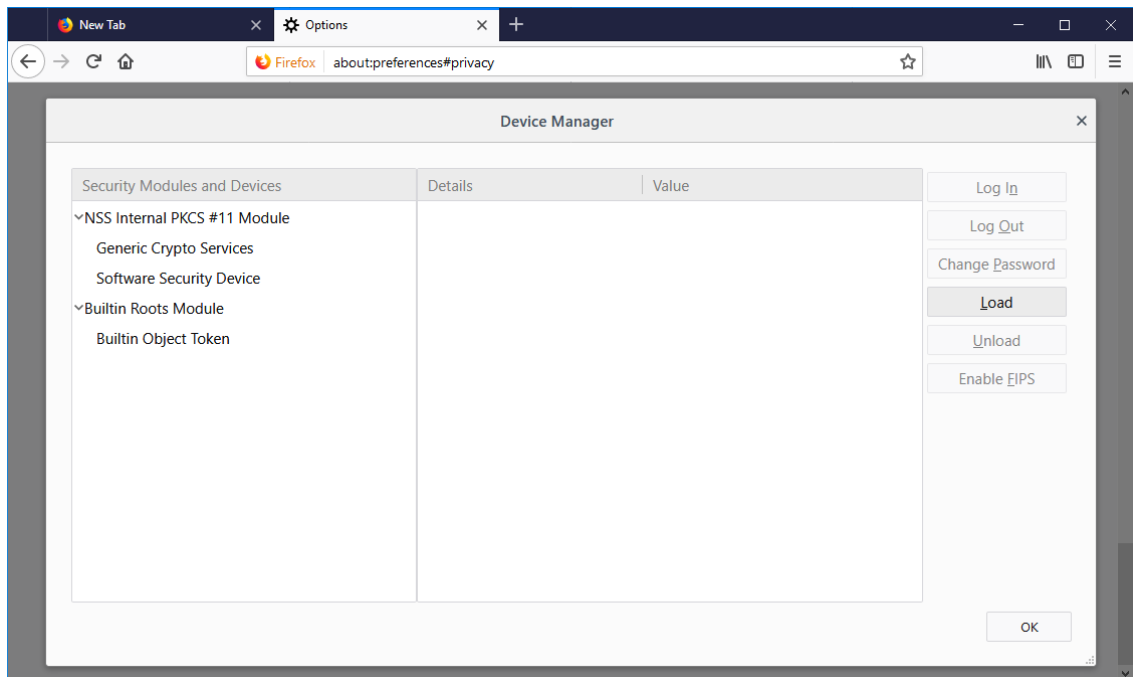 New Tab
Options
Firefox about:preferences#privacy
Device Manager
Security Modules and Devices Details Value
NSS Internal PKCS #11 Module
Generic Crypto Services
Software Security Device
Builtin Roots Module
Builtin Object Token
Log In
Log Out
Change Password
Load
Unload
Enable FIPS
OK